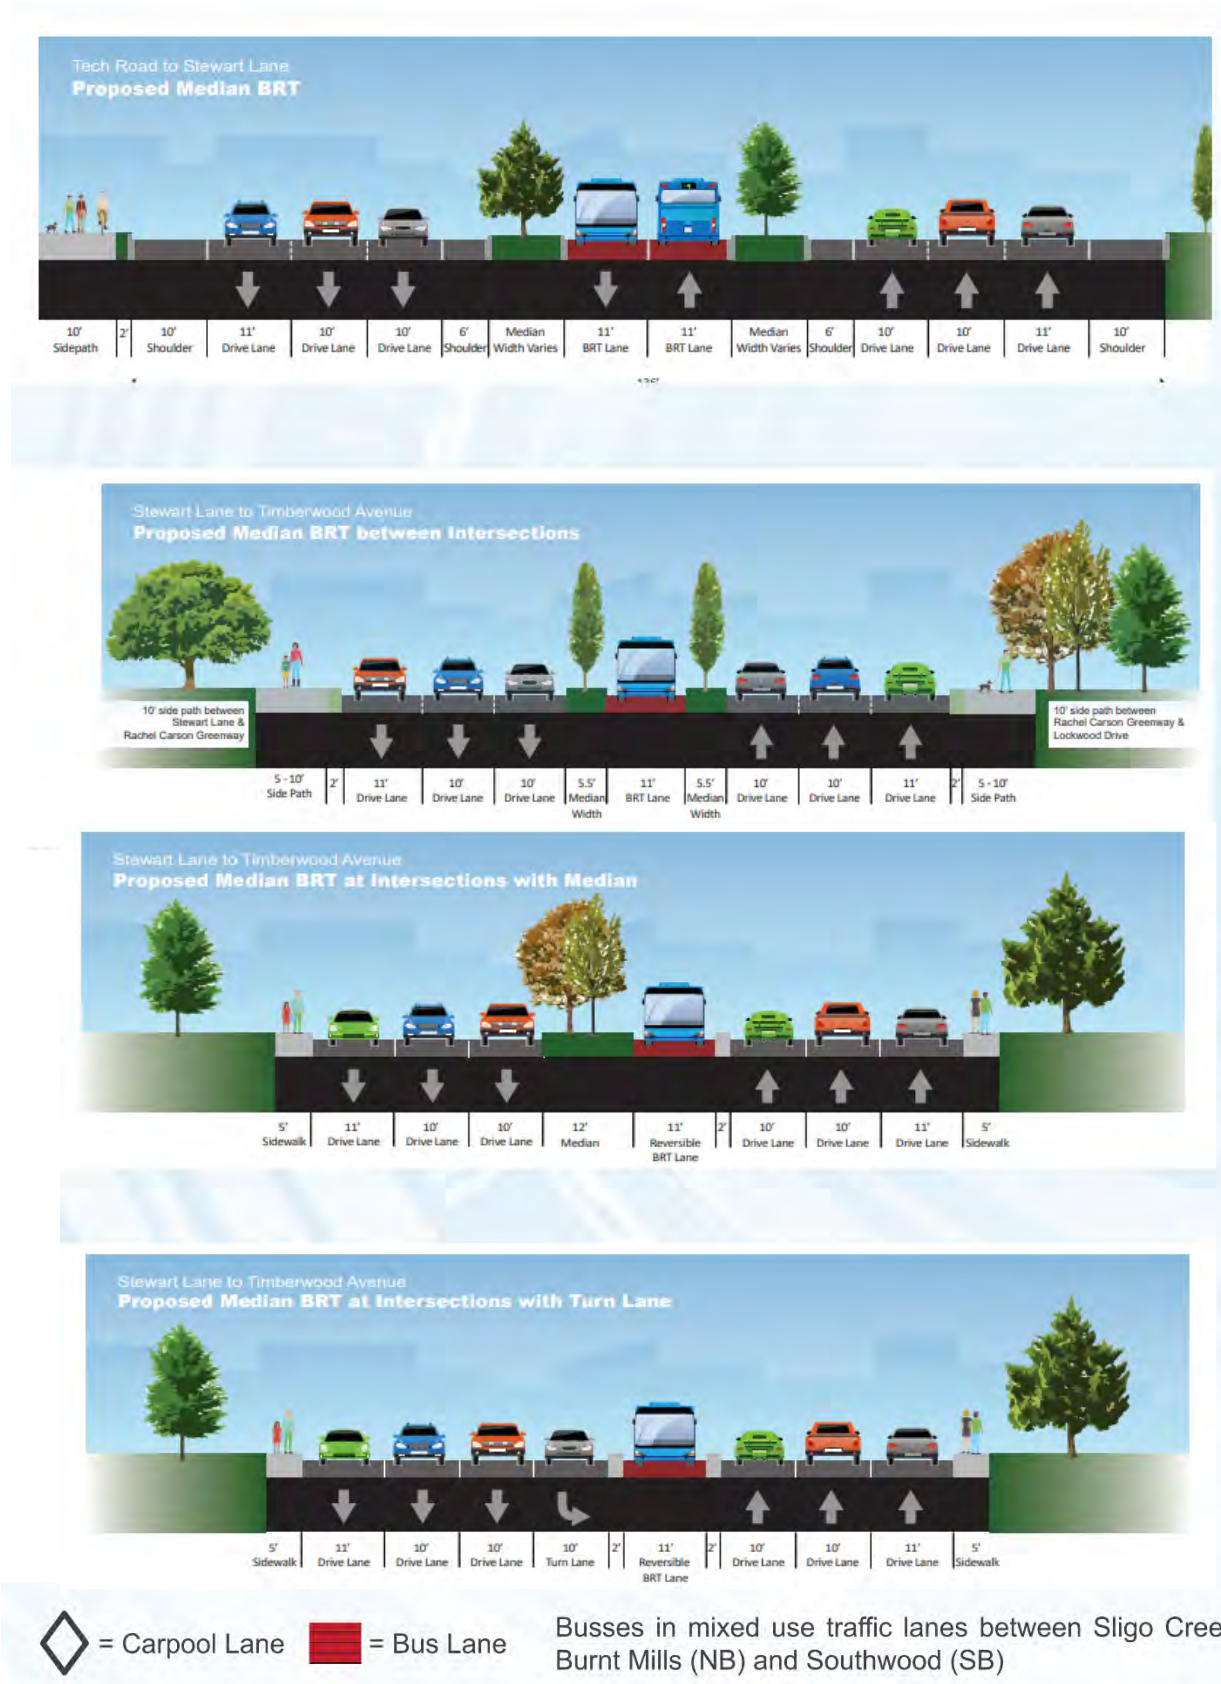 Tech Road to Stewart Lane
Proposed Median BRT
10' 2' 10' 11' 10' 10' 6' Median 11' 11' Median 6' 10' 10' 11' 10'
Sidepath Shoulder Drive Lane Drive Lane Drive Lane Shoulder Width Varies BRT Lane BRT Lane Width Varies Shoulder Drive Lane Drive Lane Drive Lane Shoulder
Stewart Lane to Timberwood Avenue
Proposed Median BRT between Intersections
10' side path between
Stewart Lane &
Rachel Carson Greenway
10' side path between
Rachel Carson Greenway &
Lockwood Drive
5 - 10' 2' 11' 10' 10' 5.5' 11' 5.5' 10' 10' 11' 2' 5 - 10'
Side Path Drive Lane Drive Lane Drive Lane Median BRT Lane Median Drive Lane Drive Lane Drive Lane Side Path
Width Width
Stewart Lane to Timberwood Avenue
Proposed Median BRT at Intersections with Median
5' 11' 10' 10' 12' 11' 2' 10' 10' 11' 5'
Sidewalk Drive Lane Drive Lane Drive Lane Median Reversible Drive Lane Drive Lane Drive Lane Sidewalk
BRT Lane
Stewart Lane to Timberwood Avenue
Proposed Median BRT at Intersections with Turn Lane
5' 11' 10' 10' 10' 2' 11' 2' 10' 10' 11' 5'
Sidewalk Drive Lane Drive Lane Drive Lane Turn Lane Reversible Drive Lane Drive Lane Drive Lane Sidewalk
BRT Lane
= Carpool Lane = Bus Lane
Busses in mixed use traffic lanes between Sligo Cree
Burnt Mills (NB) and Southwood (SB)